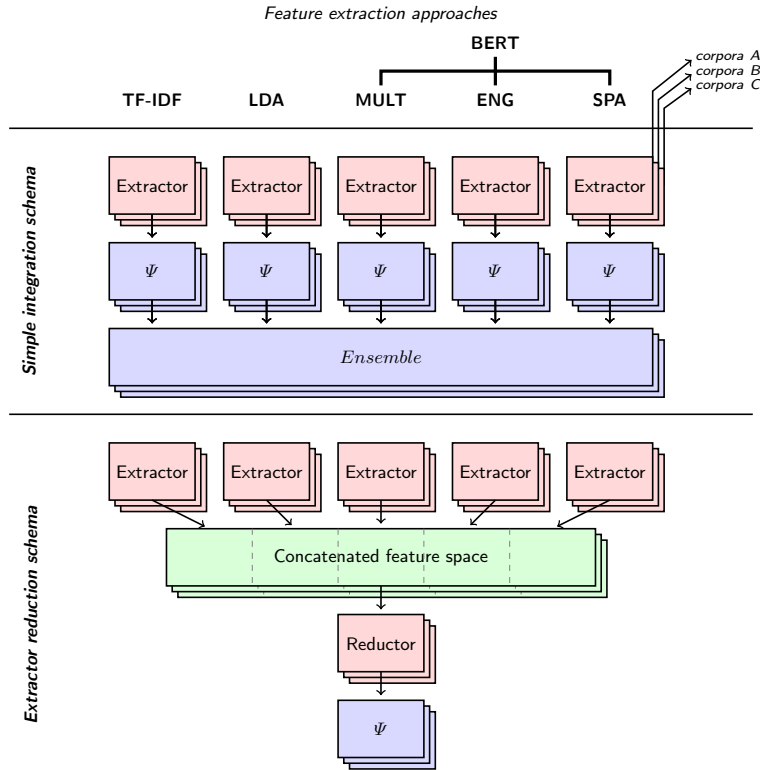 Feature extraction approaches
BERT
corpora A
corpora B
corpora C
TF-IDF LDA MULT ENG SPA
Simple integration schema
Extractor Extractor Extractor Extractor Extractor
Ψ Ψ Ψ Ψ Ψ
Ensemble
Extractor reduction schema
Extractor Extractor Extractor Extractor Extractor
Concatenated feature space
Reductor
Ψ